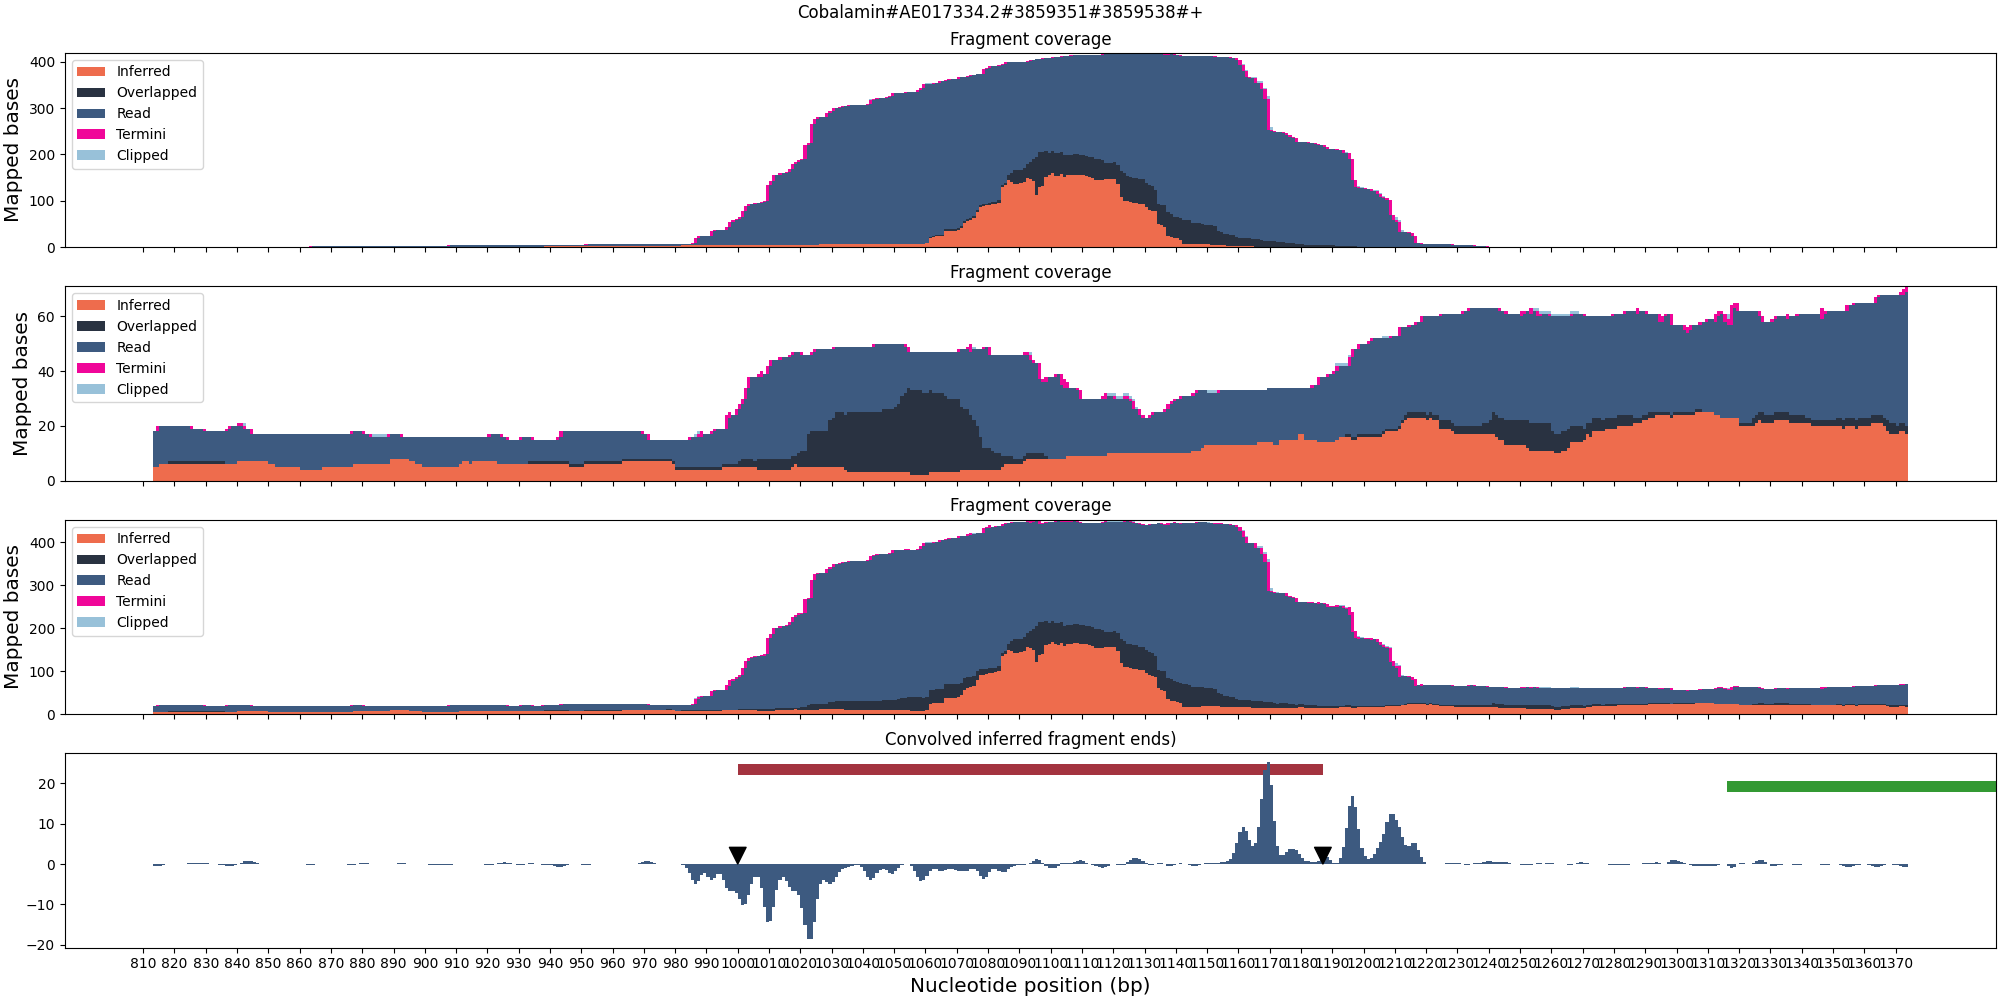 Cobalamin#AE017334.2#3859351#3859538#+
Fragment coverage
Mapped bases
400
300
200
100
0
Inferred
Overlapped
Read
Termini
Clipped
Fragment coverage
Mapped bases
60
40
20
0
Inferred
Overlapped
Read
Termini
Clipped
Fragment coverage
Mapped bases
400
300
200
100
0
Inferred
Overlapped
Read
Termini
Clipped
Convolved inferred fragment ends)
20
10
0
−10
−20
810 820 830 840 850 860 870 880 890 900 910 920 930 940 950 960 970 980 990 1000 1010 1020 1030 1040 1050 1060 1070 1080 1090 1100 1110 1120 1130 1140 1150 1160 1170 1180 1190 1200 1210 1220 1230 1240 1250 1260 1270 1280 1290 1300 1310 1320 1330 1340 1350 1360 1370
Nucleotide position (bp)